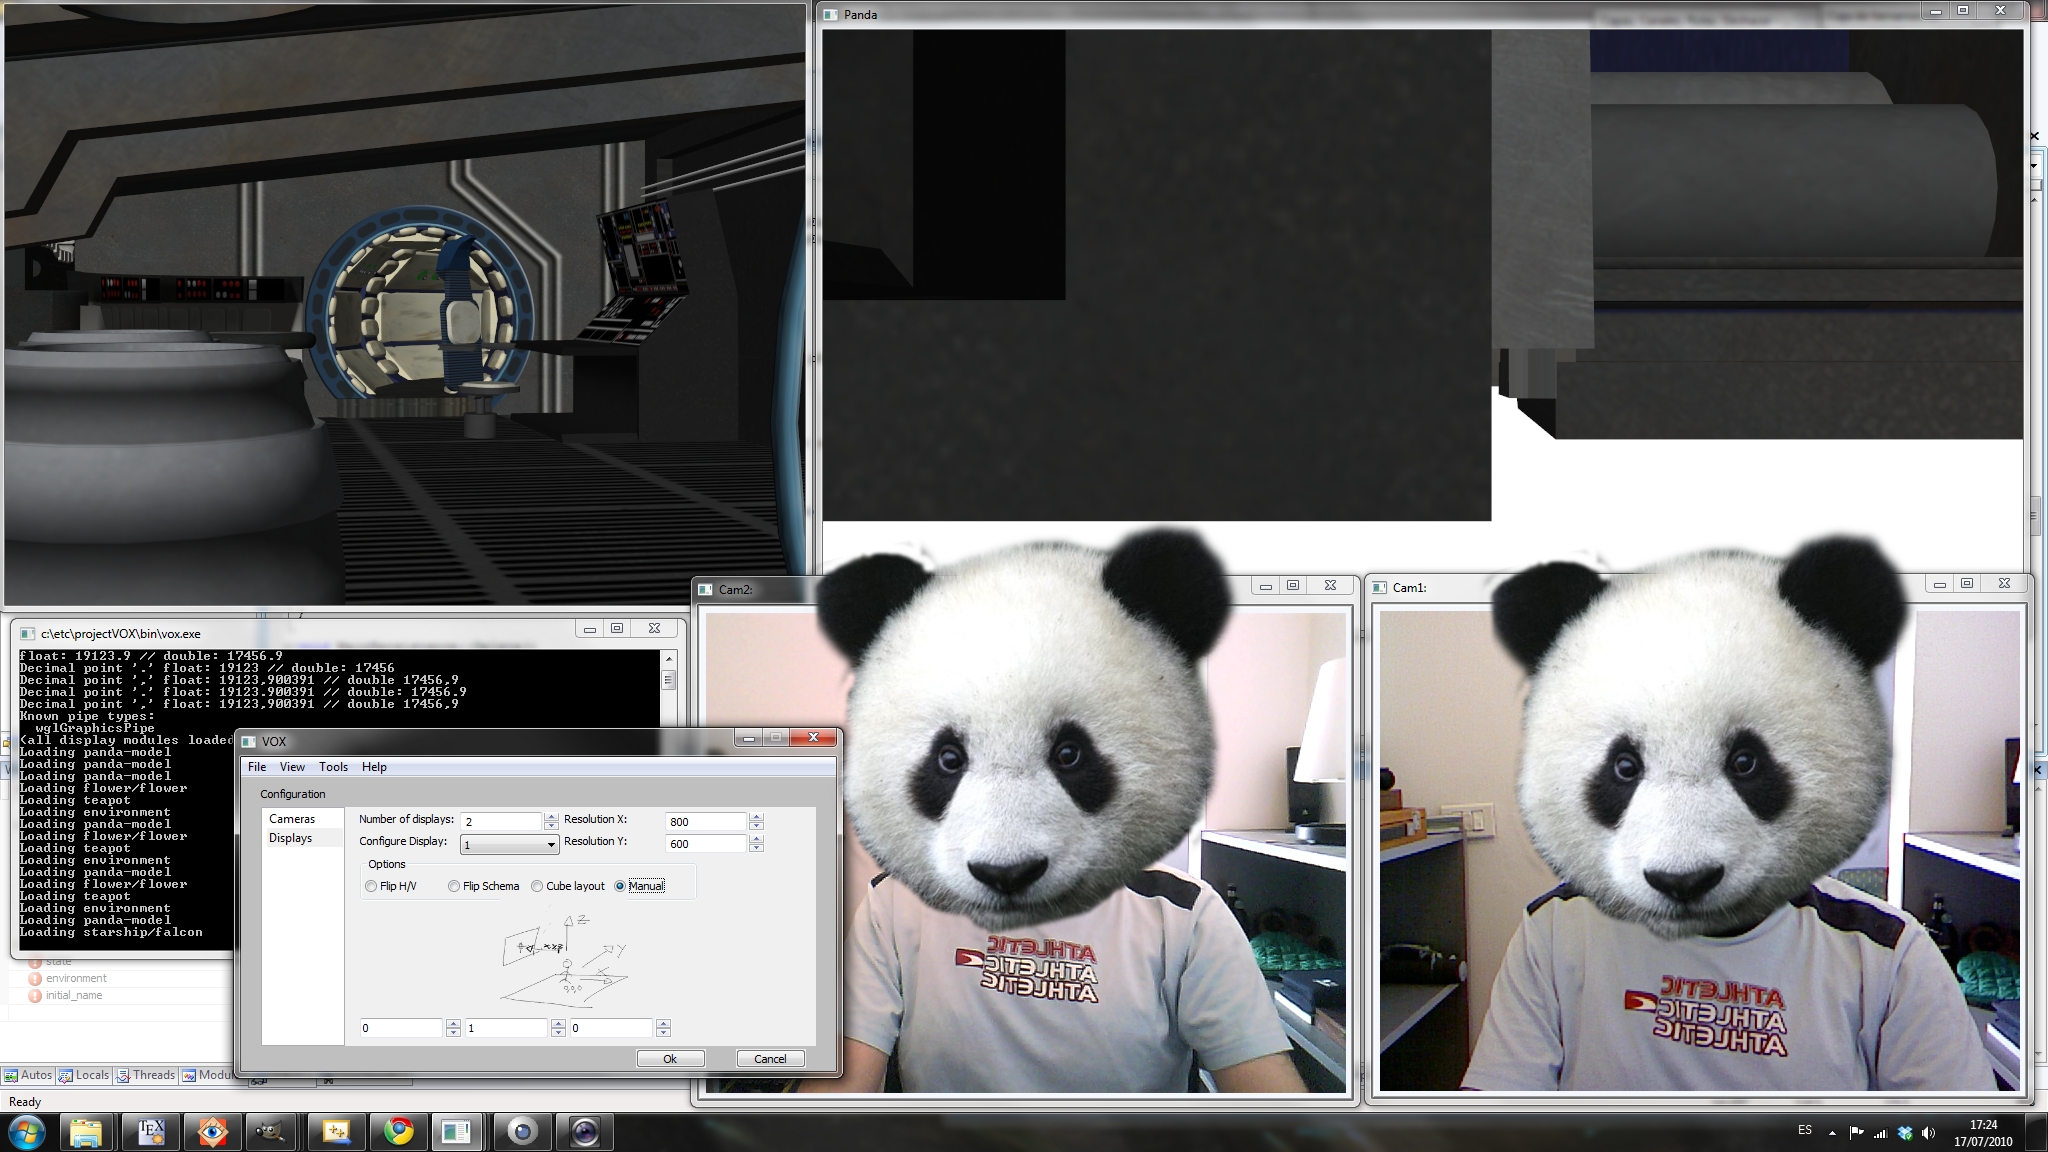 Panda
c:\etc\projectVOX\bin\vox.exe
float: 19123.9 // double: 17456.9
Decimal point '.' float: 19123 // double: 17456
Decimal point ',' float: 19123,900391 // double 17456,9
Decimal point '.' float: 19123.900391 // double: 17456.9
Decimal point ',' float: 19123,900391 // double 17456,9
Known pipe types:
wglGraphicsPipe
(all display modules loaded
Loading panda-model
Loading panda-model
Loading panda-model
Loading flower/flower
Loading teapot
Loading environment
Loading panda-model
Loading flower/flower
Loading teapot
Loading environment
Loading panda-model
Loading flower/flower
Loading teapot
Loading environment
Loading panda-model
Loading starship/falcon
state
environment
initial_name
Autos Locals Threads Modu
Ready
VOX
File View Tools Help
Configuration
Cameras
Displays
Number of displays: 2 Resolution X: 800
Configure Display: 1 Resolution Y: 600
Options
Flip H/V Flip Schema Cube layout Manual
Z
Y
X
0,0,0
0 1 0
Ok Cancel
Cam2:
ATHLETIC
ATHLETIC
ATHLETIC
Cam1:
ATHLETIC
ATHLETIC
ATHLETIC
TEX
ES
17:24
17/07/2010